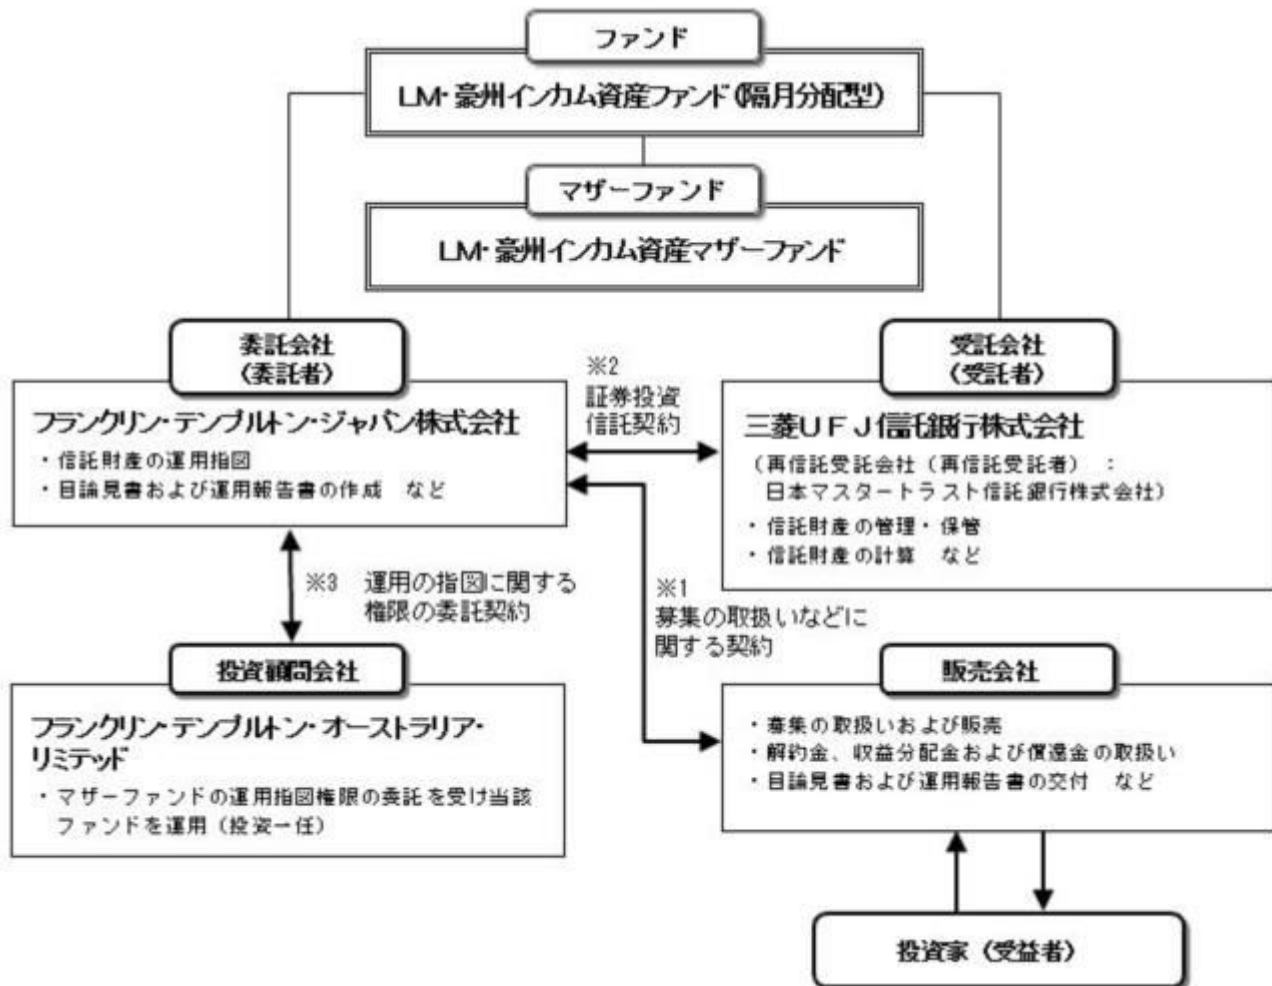 ファンド
LM・豪州インカム資産ファンド(隔月分配型)
マザーファンド
LM・豪州インカム資産マザーファンド
委託会社
(委託者)
フランクリン・テンプルトン・ジャパン株式会社
・信託財産の運用指図
・目論見書および運用報告書の作成 など
※2
証券投資
信託契約
受託会社
(受託者)
三菱UFJ信託銀行株式会社
(再信託受託会社(再信託受託者) :
日本マスタートラスト信託銀行株式会社)
・信託財産の管理・保管
・信託財産の計算 など
※3 運用の指図に関する
権限の委託契約
※1
募集の取扱いなどに
関する契約
投資顧問会社
フランクリン・テンプルトン・オーストラリア・
リミテッド
・マザーファンドの運用指図権限の委託を受け当該
ファンドを運用(投資一任)
販売会社
・募集の取扱いおよび販売
・解約金、収益分配金および償還金の取扱い
・目論見書および運用報告書の交付 など
投資家(受益者)